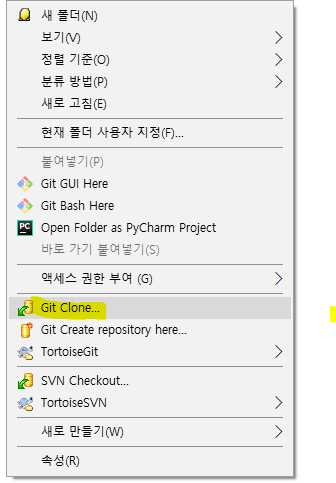 새 폴더(N)
보기(V)
정렬 기준(O)
분류 방법(P)
새로 고침(E)
현재 폴더 사용자 지정(F)...
붙여넣기(P)
Git GUI Here
Git Bash Here
Open Folder as PyCharm Project
바로 가기 붙여넣기(S)
액세스 권한 부여 (G)
Git Clone...
Git Create repository here...
TortoiseGit
SVN Checkout...
TortoiseSVN
새로 만들기(W)
속성(R)